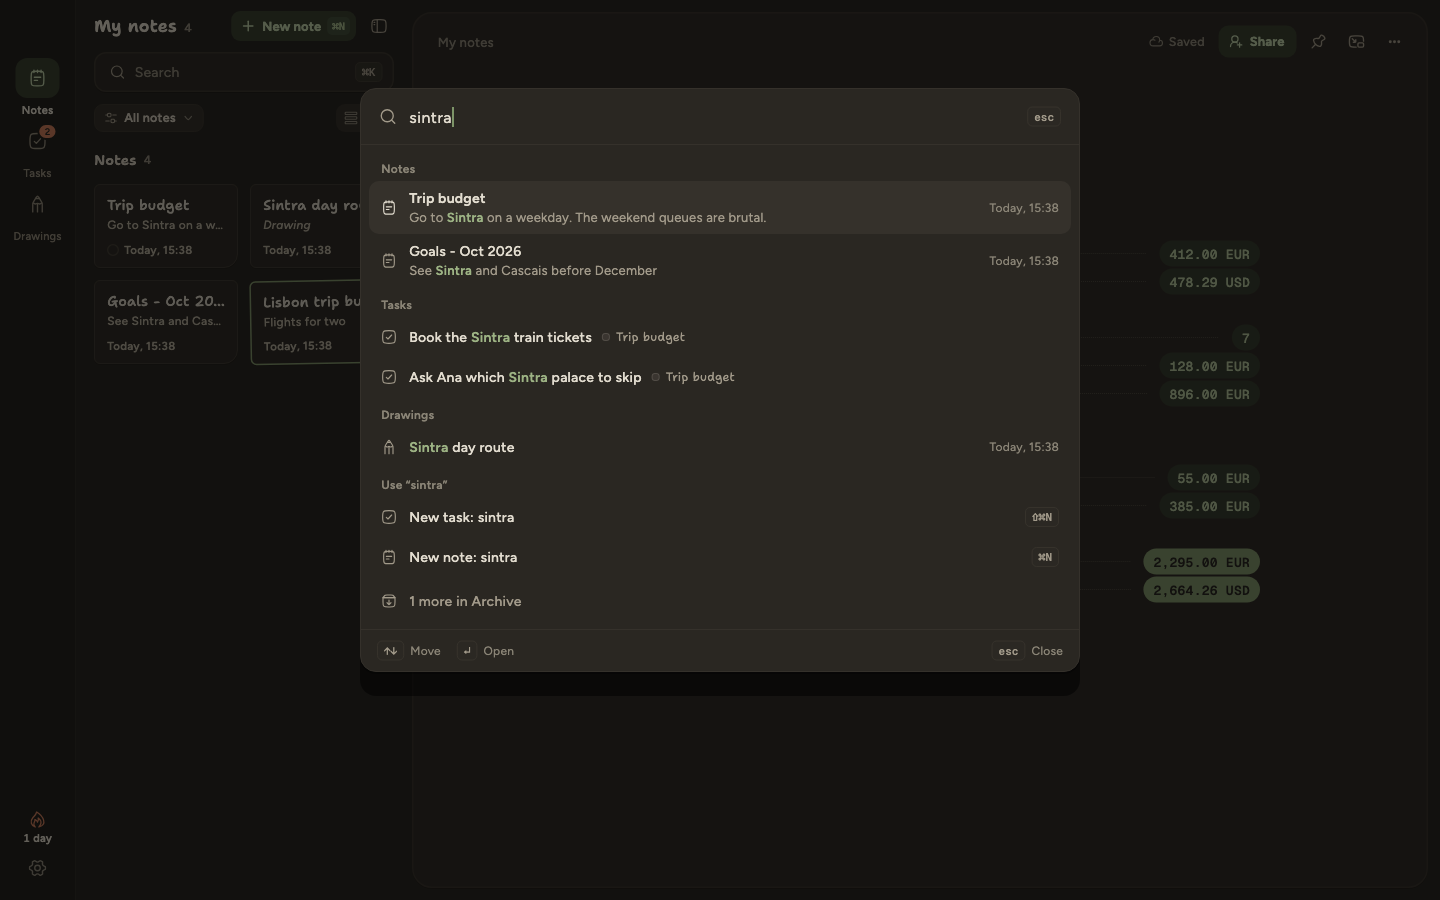 My notes 4
New note ⌘N
My notes
Saved
Share
Search ⌘K
Notes
All notes
2
Tasks
Drawings
Notes 4
Trip budget
Go to Sintra on a w...
Today, 15:38
Sintra day ro
Drawing
Today, 15:38
Goals - Oct 20...
See Sintra and Cas...
Today, 15:38
Lisbon trip bu
Flights for two
Today, 15:38
sintra
esc
Notes
Trip budget
Go to Sintra on a weekday. The weekend queues are brutal.
Today, 15:38
Goals - Oct 2026
See Sintra and Cascais before December
Today, 15:38
Tasks
Book the Sintra train tickets Trip budget
Ask Ana which Sintra palace to skip Trip budget
Drawings
Sintra day route
Today, 15:38
Use “sintra”
New task: sintra ⇧⌘N
New note: sintra ⌘N
1 more in Archive
Move Open
esc Close
412.00 EUR
478.29 USD
7
128.00 EUR
896.00 EUR
55.00 EUR
385.00 EUR
2,295.00 EUR
2,664.26 USD
1 day